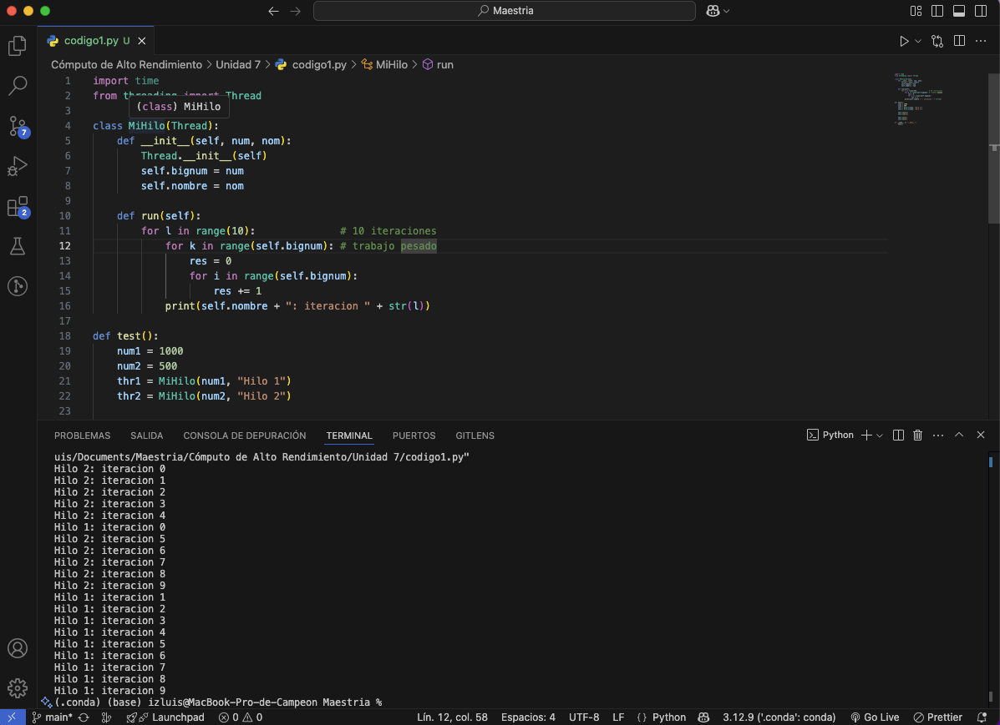 Maestria
codigo1.py U
Cómputo de Alto Rendimiento > Unidad 7 > codigo1.py > MiHilo > run
1 import time
2 from threading import Thread
(class) MiHilo
3
4 class MiHilo(Thread):
5 def __init__(self, num, nom):
6 Thread.__init__(self)
7 self.bignum = num
8 self.nombre = nom
9
10 def run(self):
11 for l in range(10): # 10 iteraciones
12 for k in range(self.bignum): # trabajo pesado
13 res = 0
14 for i in range(self.bignum):
15 res += 1
16 print(self.nombre + ": iteracion " + str(l))
17
18 def test():
19 num1 = 1000
20 num2 = 500
21 thr1 = MiHilo(num1, "Hilo 1")
22 thr2 = MiHilo(num2, "Hilo 2")
23
7
2
PROBLEMAS SALIDA CONSOLA DE DEPURACIÓN TERMINAL PUERTOS GITLENS
Python
uis/Documents/Maestria/Cómputo de Alto Rendimiento/Unidad 7/codigo1.py"
Hilo 2: iteracion 0
Hilo 2: iteracion 1
Hilo 2: iteracion 2
Hilo 2: iteracion 3
Hilo 2: iteracion 4
Hilo 1: iteracion 0
Hilo 2: iteracion 5
Hilo 2: iteracion 6
Hilo 2: iteracion 7
Hilo 2: iteracion 8
Hilo 2: iteracion 9
Hilo 1: iteracion 1
Hilo 1: iteracion 2
Hilo 1: iteracion 3
Hilo 1: iteracion 4
Hilo 1: iteracion 5
Hilo 1: iteracion 6
Hilo 1: iteracion 7
Hilo 1: iteracion 8
Hilo 1: iteracion 9
(.conda) (base) izluis@MacBook-Pro-de-Campeon Maestria %
main* Launchpad 0 0 Lín. 12, col. 58 Espacios: 4 UTF-8 LF {} Python 3.12.9 ('.conda': conda) Go Live Prettier